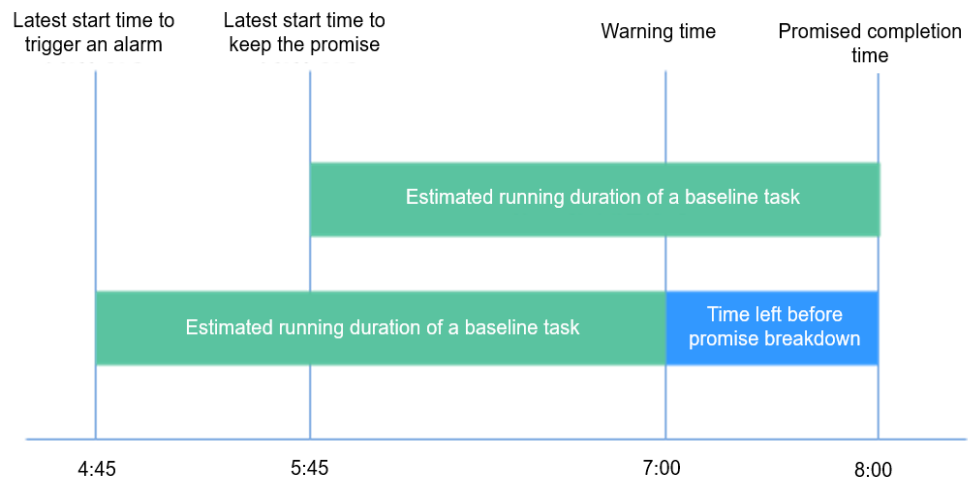 Latest start time to
trigger an alarm
Latest start time to
keep the promise
Warning time
Promised completion
time
Estimated running duration of a baseline task
Estimated running duration of a baseline task
Time left before
promise breakdown
4:45
5:45
7:00
8:00